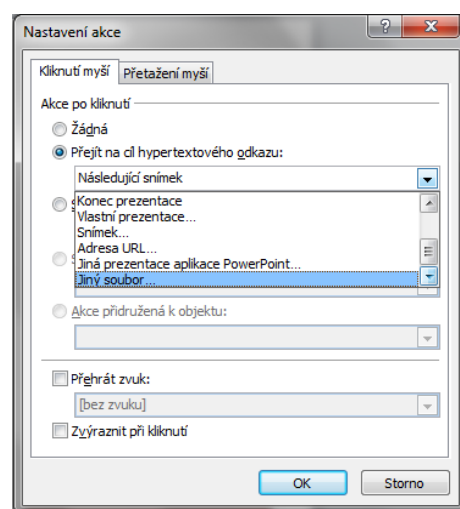 Nastavení akce
Kliknutí myší
Přetažení myší
Akce po kliknutí
Žádná
Přejít na cíl hypertextového odkazu:
Následující snímek
Konec prezentace
Vlastní prezentace...
Snímek...
Adresa URL...
Jiná prezentace aplikace PowerPoint...
Jiný soubor...
Akce přidružená k objektu:
Přehrát zvuk:
[bez zvuku]
Zvýraznit při kliknutí
OK
Storno